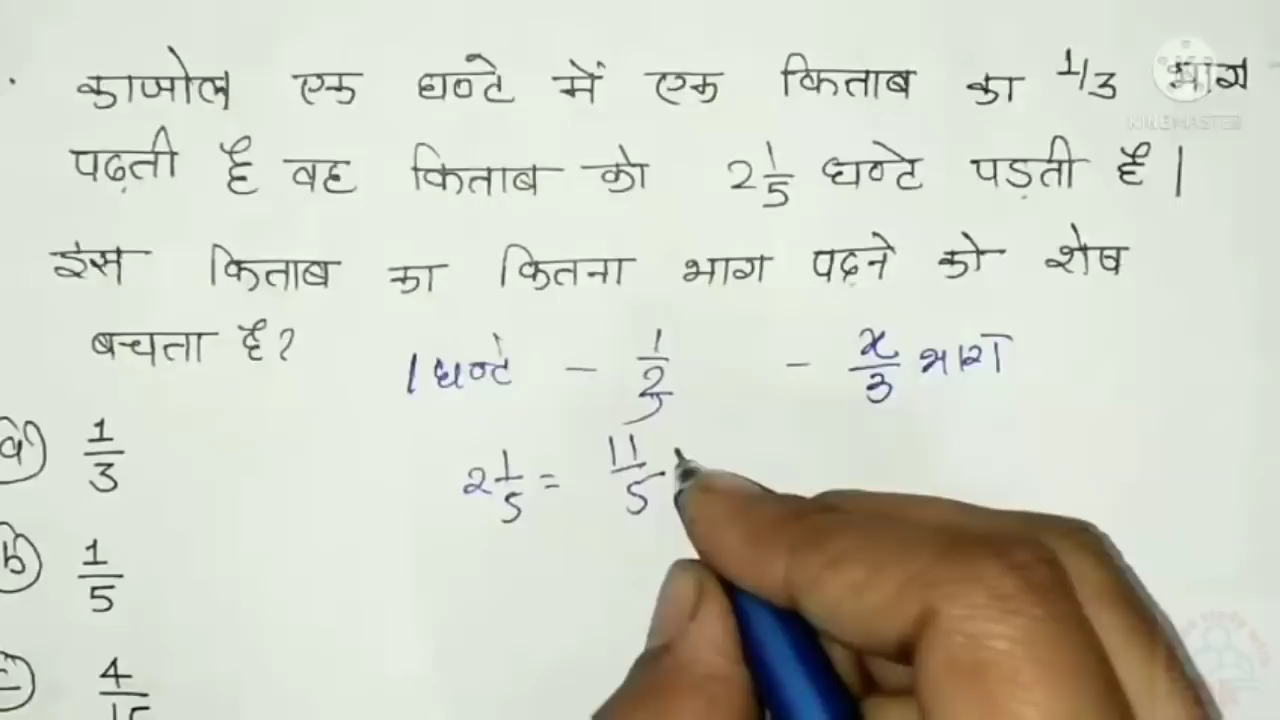 काजोल एक घण्टे में एक किताब का 1/3 भाग
KINEMASTER
पढ़ती है वह किताब को 2 1/5 घण्टे पड़ती है |
इस किताब का कितना भाग पढ़ने को शेष
बचता है?
1 घण्टे - 1/3 - x/3 भाग
2 1/5 = 11/5
a) 1/3
b) 1/5
c) 4/15